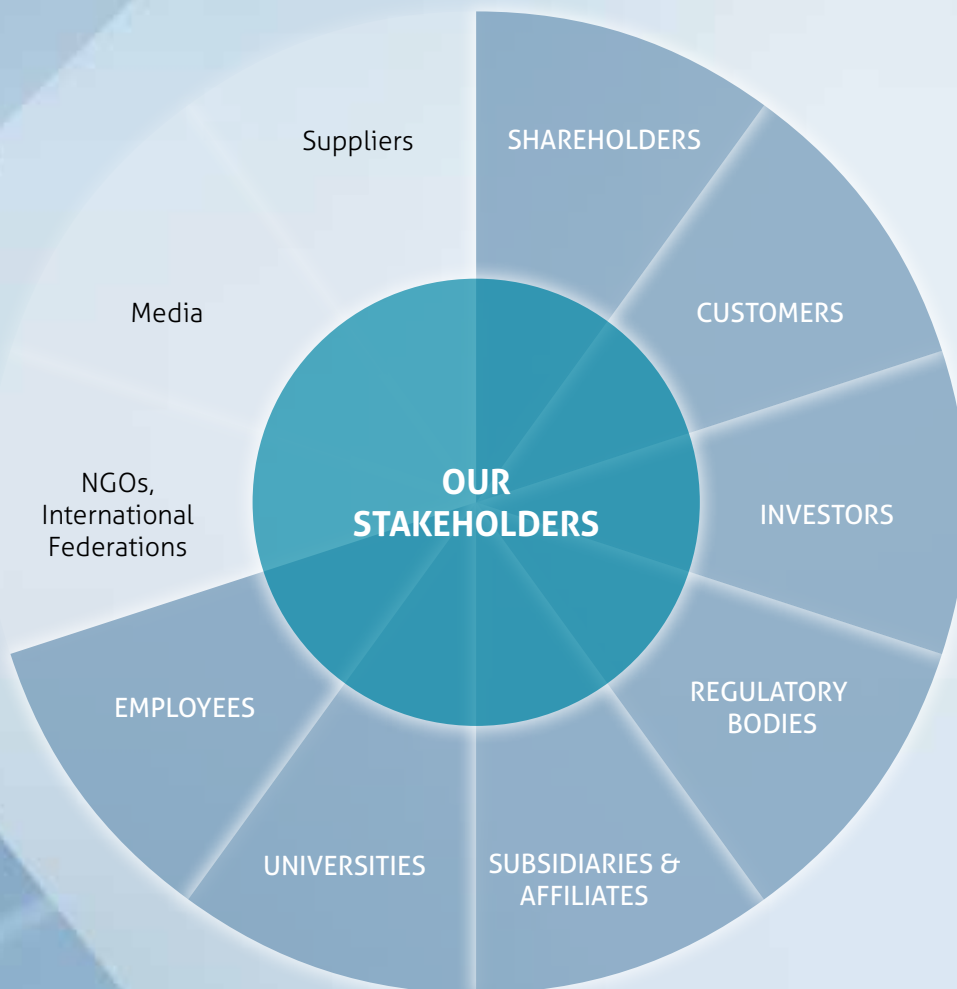 Suppliers
SHAREHOLDERS
CUSTOMERS
Media
OUR
STAKEHOLDERS
NGOs,
International
Federations
INVESTORS
REGULATORY
BODIES
EMPLOYEES
UNIVERSITIES
SUBSIDIARIES &
AFFILIATES